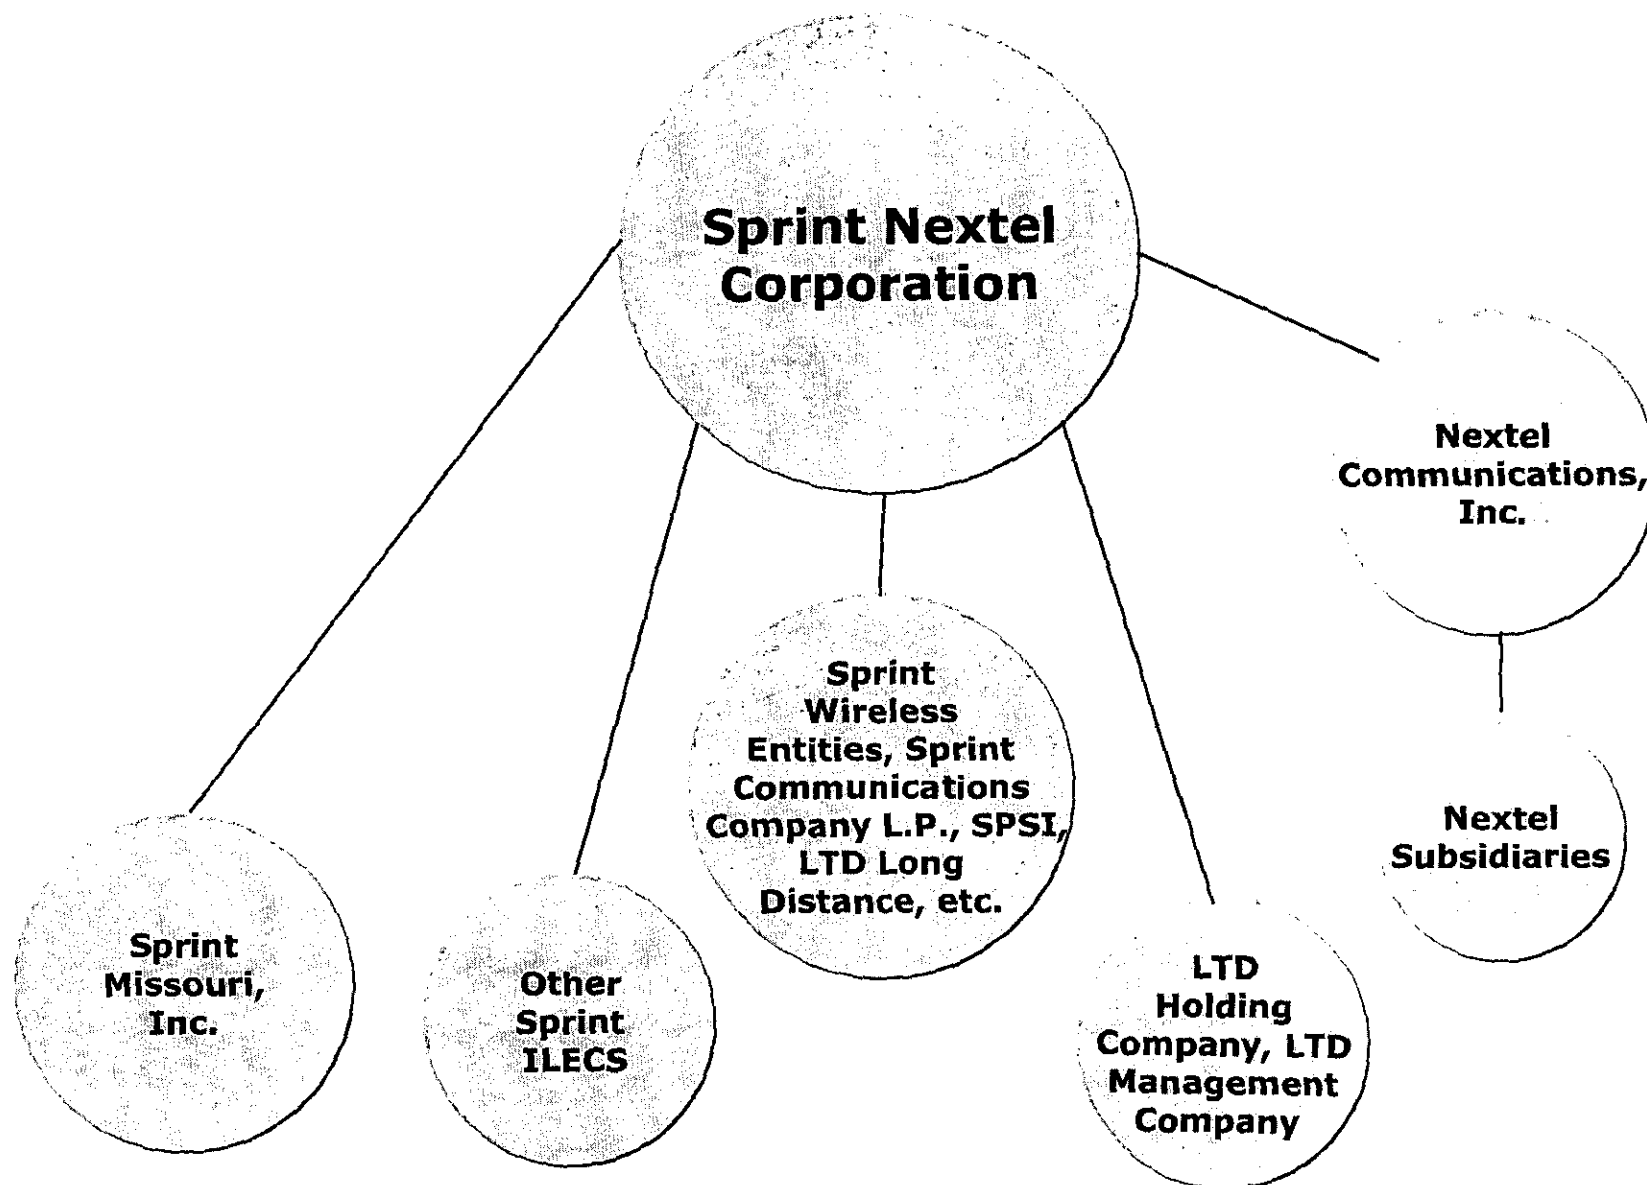 Sprint Nextel
Corporation
Nextel
Communications,
Inc.
Sprint
Wireless
Entities, Sprint
Communications
Company L.P., SPSI,
LTD Long
Distance, etc.
Nextel
Subsidiaries
Sprint
Missouri,
Inc.
Other
Sprint
ILECS
LTD
Holding
Company, LTD
Management
Company